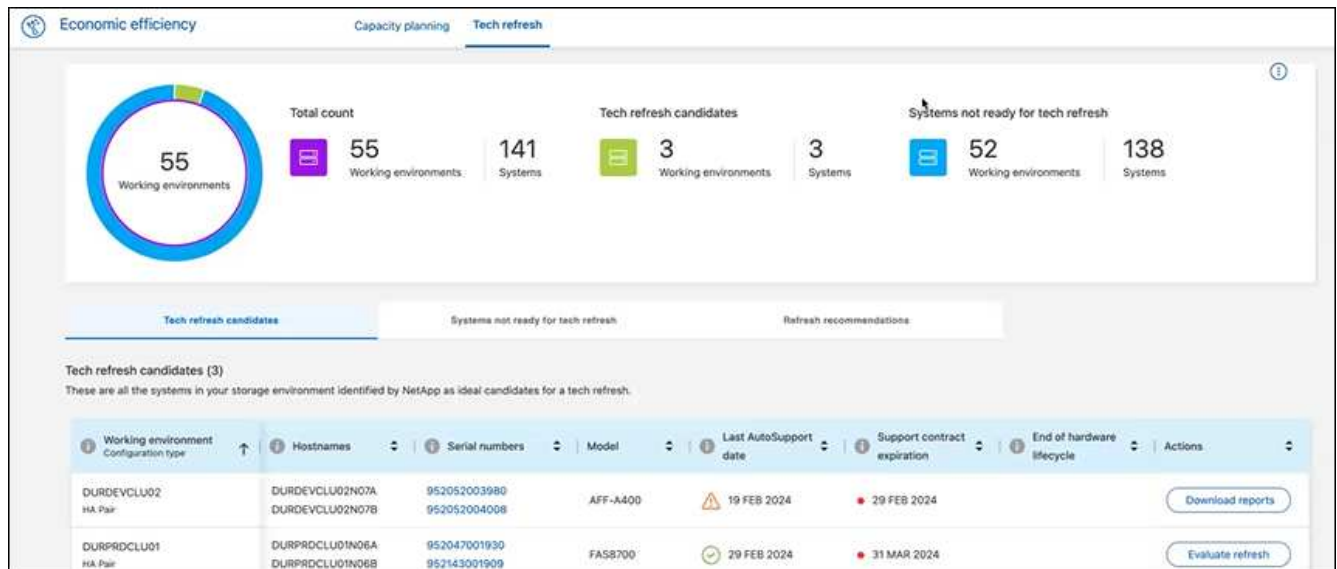 Economic efficiency
Capacity planning
Tech refresh
55
Working environments
Total count
55
Working environments
141
Systems
Tech refresh candidates
3
Working environments
3
Systems
Systems not ready for tech refresh
52
Working environments
138
Systems
Tech refresh candidates
Systems not ready for tech refresh
Refresh recommendations
Tech refresh candidates (3)
These are all the systems in your storage environment identified by NetApp as ideal candidates for a tech refresh.
Working environment
Configuration type
Hostnames
Serial numbers
Model
Last AutoSupport
date
Support contract
expiration
End of hardware
lifecycle
Actions
DURDEVCLU02
HA Pair
DURDEVCLU02N07A
DURDEVCLU02N07B
952052003980
952052004008
AFF-A400
19 FEB 2024
29 FEB 2024
Download reports
DURPRDCLU01
HA Pair
DURPRDCLU01N06A
DURPRDCLU01N06B
952047001930
952143001909
FAS8700
29 FEB 2024
31 MAR 2024
Evaluate refresh